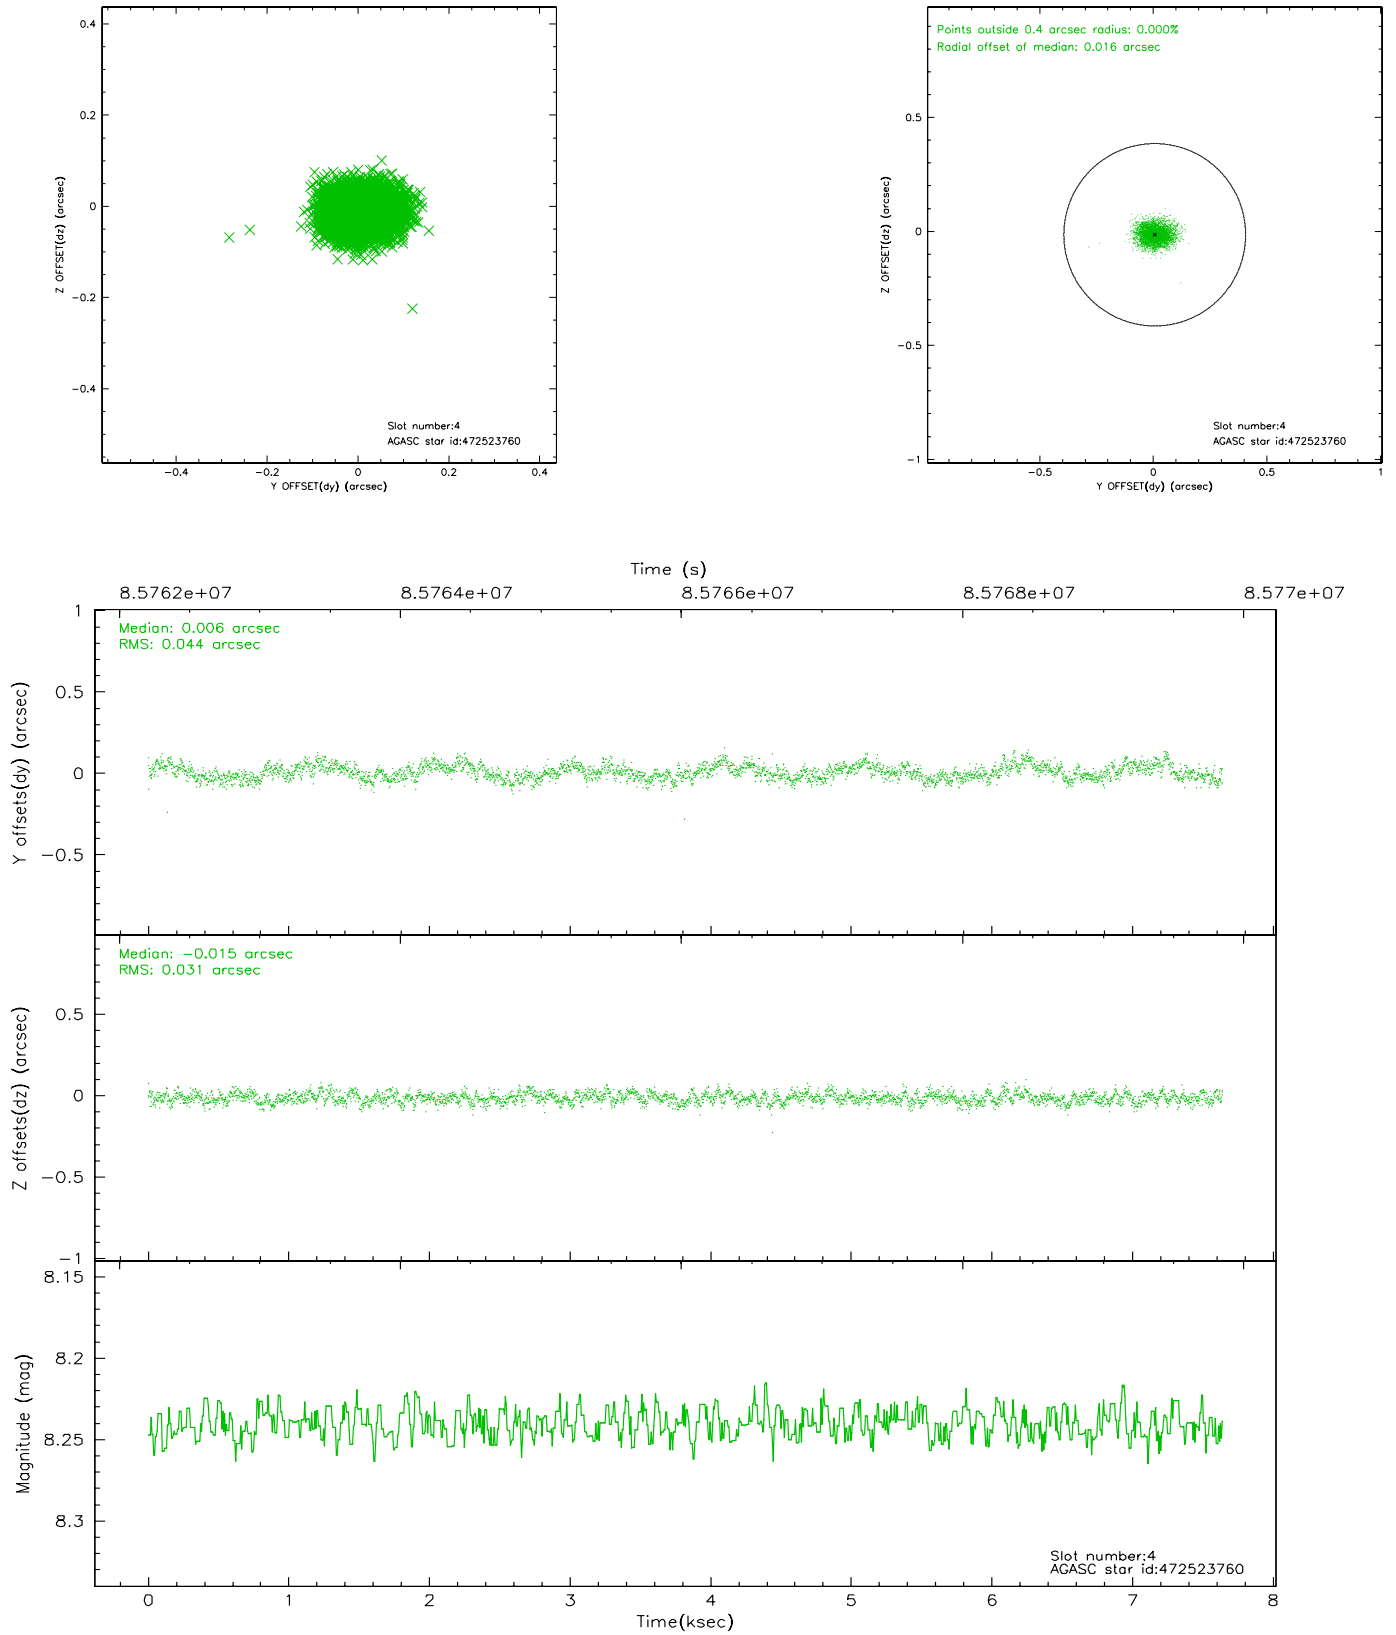 0.4
0.2
0
−0.2
−0.4
Z OFFSET(dz) (arcsec)
Slot number:4
AGASC star id:472523760
−0.4 −0.2 0 0.2 0.4
Y OFFSET(dy) (arcsec)
Points outside 0.4 arcsec radius: 0.000%
Radial offset of median: 0.016 arcsec
0.5
0
−0.5
−1
Z OFFSET(dz) (arcsec)
Slot number:4
AGASC star id:472523760
−0.5 0 0.5 1
Y OFFSET(dy) (arcsec)
Time (s)
8.5762e+07 8.5764e+07 8.5766e+07 8.5768e+07 8.577e+07
Median: 0.006 arcsec
RMS: 0.044 arcsec
1
0.5
0
−0.5
Y offsets(dy) (arcsec)
Median: −0.015 arcsec
RMS: 0.031 arcsec
0.5
0
−0.5
−1
Z offsets(dz) (arcsec)
8.15
8.2
8.25
8.3
Magnitude (mag)
Slot number:4
AGASC star id:472523760
0 1 2 3 4 5 6 7 8
Time(ksec)